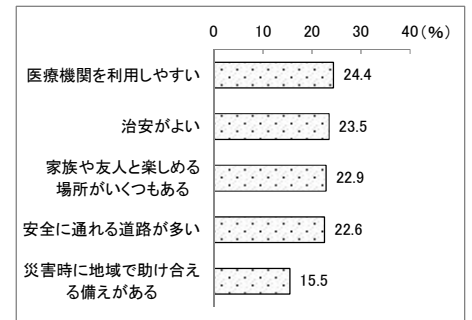 0 10 20 30 40(%)
医療機関を利用しやすい 24.4
治安がよい 23.5
家族や友人と楽しめる
場所がいくつもある 22.9
安全に通れる道路が多い 22.6
災害時に地域で助け合え
る備えがある 15.5